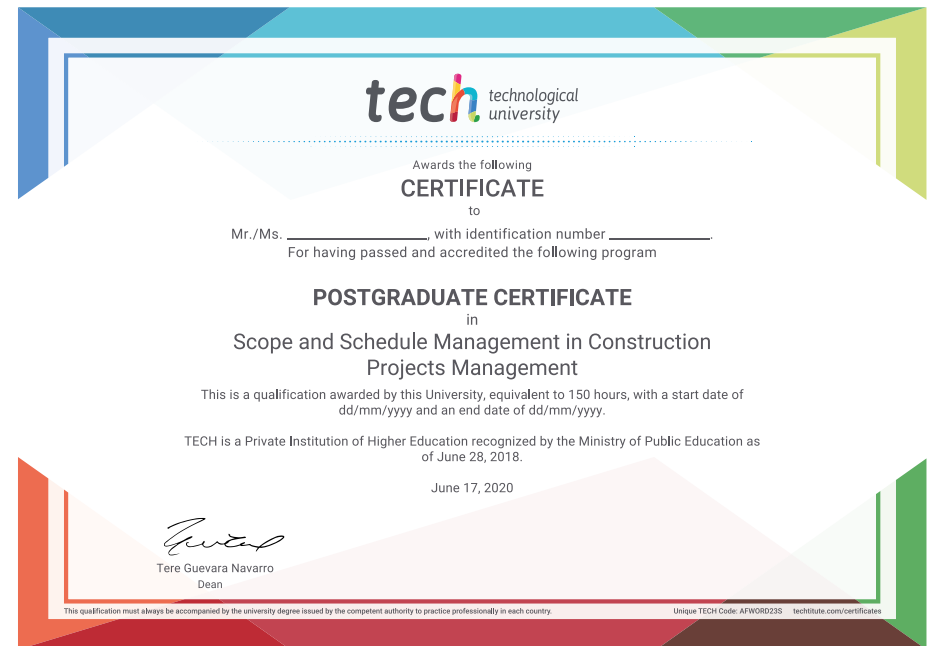 tech technological
university
Awards the following
CERTIFICATE
to
Mr./Ms. ____________________, with identification number ______________.
For having passed and accredited the following program
POSTGRADUATE CERTIFICATE
in
Scope and Schedule Management in Construction
Projects Management
This is a qualification awarded by this University, equivalent to 150 hours, with a start date of
dd/mm/yyyy and an end date of dd/mm/yyyy.
TECH is a Private Institution of Higher Education recognized by the Ministry of Public Education as
of June 28, 2018.
June 17, 2020
Tere Guevara Navarro
Dean
This qualification must always be accompanied by the university degree issued by the competent authority to practice professionally in each country.
Unique TECH Code: AFWORD23S techtitute.com/certificates